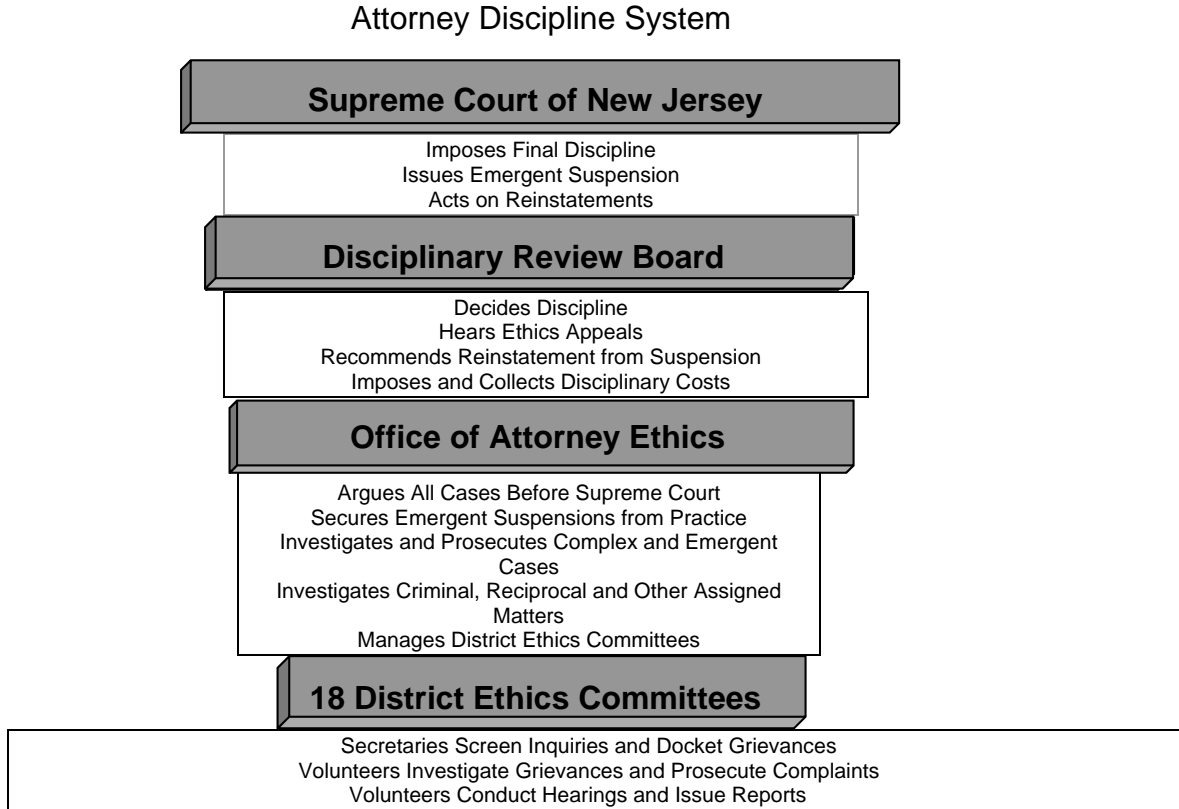 Attorney Discipline System
Supreme Court of New Jersey
Imposes Final Discipline
Issues Emergent Suspension
Acts on Reinstatements
Disciplinary Review Board
Decides Discipline
Hears Ethics Appeals
Recommends Reinstatement from Suspension
Imposes and Collects Disciplinary Costs
Office of Attorney Ethics
Argues All Cases Before Supreme Court
Secures Emergent Suspensions from Practice
Investigates and Prosecutes Complex and Emergent
Cases
Investigates Criminal, Reciprocal and Other Assigned
Matters
Manages District Ethics Committees
18 District Ethics Committees
Secretaries Screen Inquiries and Docket Grievances
Volunteers Investigate Grievances and Prosecute Complaints
Volunteers Conduct Hearings and Issue Reports